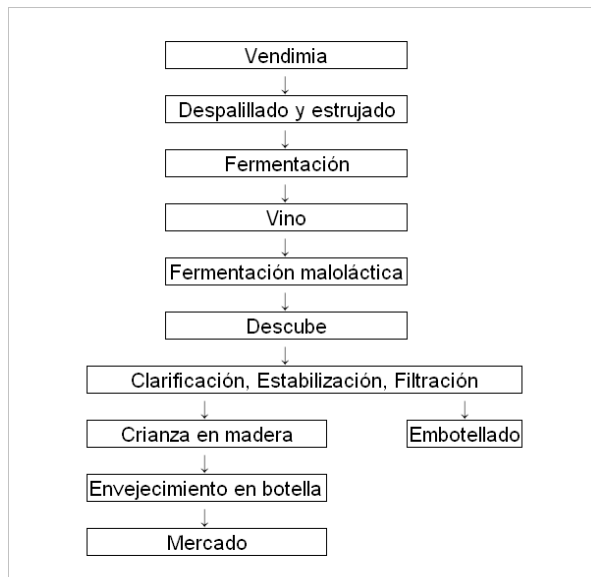 Vendimia
Despalillado y estrujado
Fermentación
Vino
Fermentación maloláctica
Descube
Clarificación, Estabilización, Filtración
Crianza en madera
Embotellado
Envejecimiento en botella
Mercado